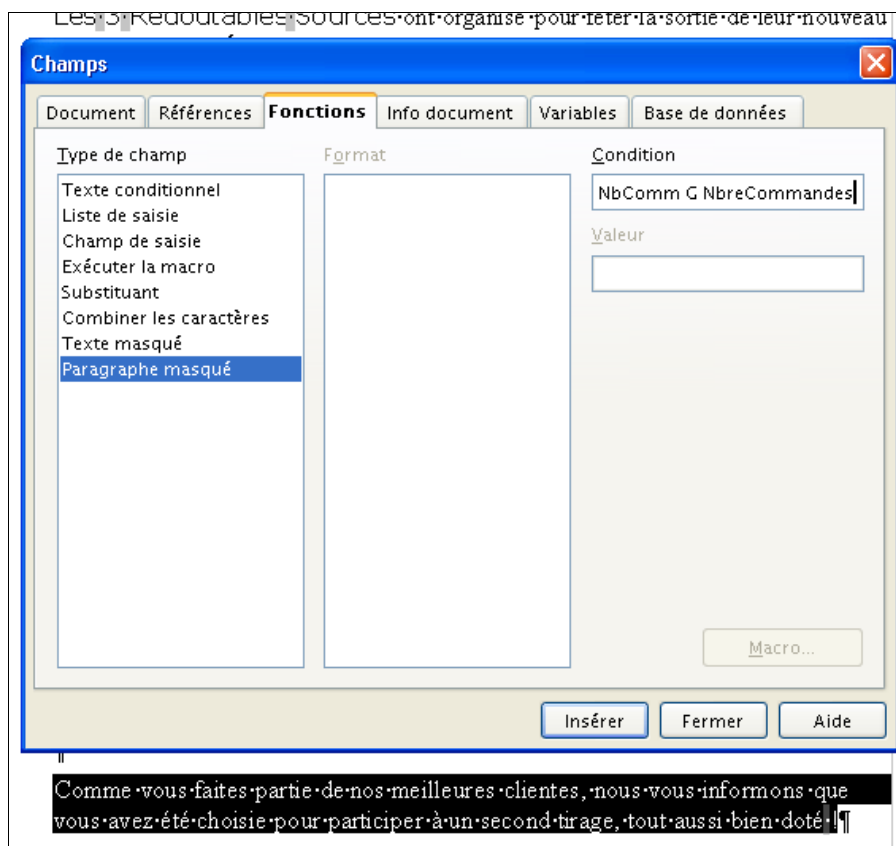 Les 3 Redoutables Sources ont organisé pour fêter la sortie de leur nouveau
Champs
Document Références Fonctions Info document Variables Base de données
Type de champ Format Condition
Texte conditionnel
Liste de saisie
Champ de saisie
Exécuter la macro
Substituant
Combiner les caractères
Texte masqué
Paragraphe masqué
NbComm G NbreCommandes
Valeur
Macro...
Insérer Fermer Aide
¶
Comme·vous·faites·partie·de·nos·meilleures·clientes,·nous·vous·informons·que
vous·avez·été·choisie·pour·participer·à·un·second·tirage,·tout·aussi·bien·doté·!¶